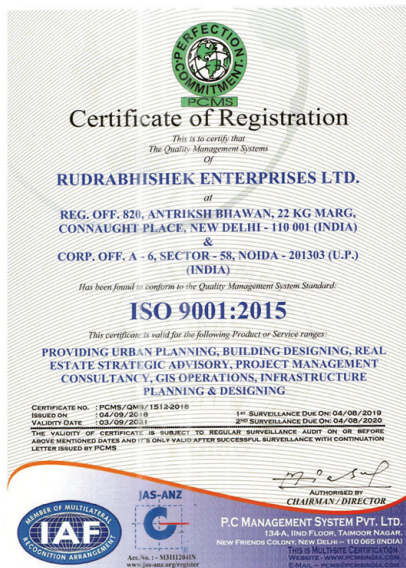 PERFECTION
COMMITMENT
PCMS
Certificate of Registration
This is to certify that
The Quality Management Systems
Of
RUDRABHISHEK ENTERPRISES LTD.
at
REG. OFF. 820, ANTRIKSH BHAWAN, 22 KG MARG,
CONNAUGHT PLACE, NEW DELHI - 110 001 (INDIA)
&
CORP. OFF. A - 6, SECTOR - 58, NOIDA - 201303 (U.P.)
(INDIA)
Has been found to conform to the Quality Management System Standard:
ISO 9001:2015
This certificate is valid for the following Product or Service ranges:
PROVIDING URBAN PLANNING, BUILDING DESIGNING, REAL
ESTATE STRATEGIC ADVISORY, PROJECT MANAGEMENT
CONSULTANCY, GIS OPERATIONS, INFRASTRUCTURE
PLANNING & DESIGNING
CERTIFICATE NO. : PCMS/QMS/1512-2018
ISSUED ON : 04/09/2018 1ST SURVEILLANCE DUE ON: 04/08/2019
VALIDITY DATE : 03/09/2021 2ND SURVEILLANCE DUE ON: 04/08/2020
THE VALIDITY OF CERTIFICATE IS SUBJECT TO REGULAR SURVEILLANCE AUDIT ON OR BEFORE
ABOVE MENTIONED DATES AND IT'S ONLY VALID AFTER SUCCESSFUL SURVEILLANCE WITH CONTINUATION
LETTER ISSUED BY PCMS
AUTHORISED BY
CHAIRMAN / DIRECTOR
JAS-ANZ
MEMBER OF MULTILATERAL
IAF
RECOGNITION ARRANGEMENT
Acc.No. : - M3111204IN
www.jas-anz.org/register
P.C MANAGEMENT SYSTEM PVT. LTD.
134-A, IIND FLOOR, TAIMOOR NAGAR,
NEW FRIENDS COLONY, NEW DELHI – 110 065 (INDIA)
THIS IS MULTISITE CERTIFICATION
WEBSITE - WWW.PCMSINDIA.COM